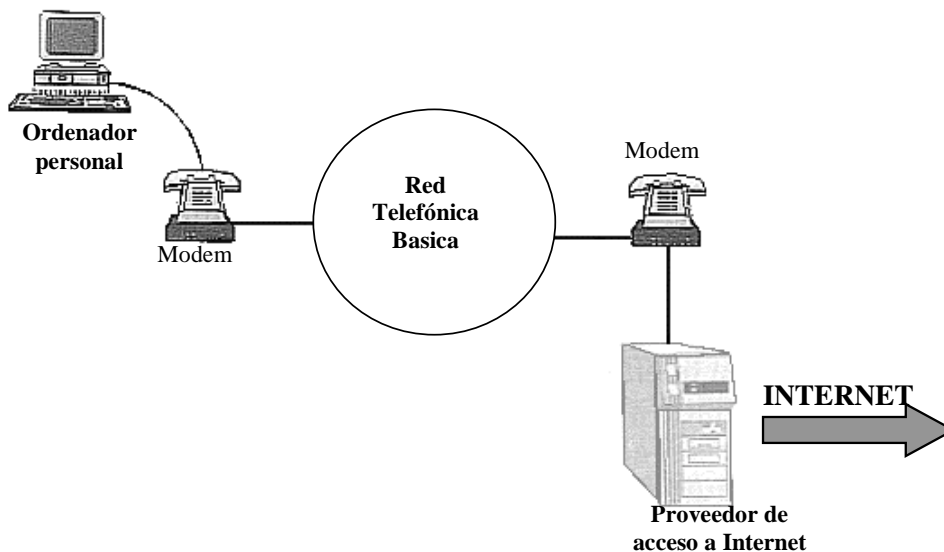 Ordenador
personal
Modem
Red
Telefónica
Basica
Modem
INTERNET
Proveedor de
acceso a Internet